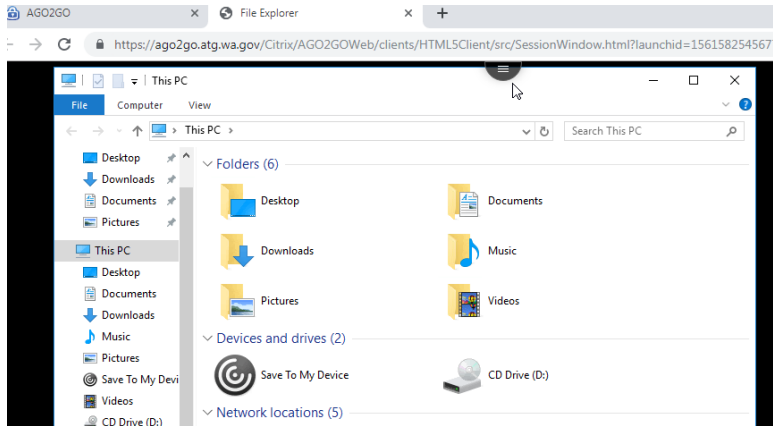 AGO2GO × File Explorer × +
https://ago2go.atg.wa.gov/Citrix/AGO2GOWeb/clients/HTML5Client/src/SessionWindow.html?launchid=156158254567
This PC
File Computer View
This PC > Search This PC
Desktop
Downloads
Documents
Pictures
This PC
Desktop
Documents
Downloads
Music
Pictures
Save To My Devi
Videos
CD Drive (D:)
Folders (6)
Desktop Documents
Downloads Music
Pictures Videos
Devices and drives (2)
Save To My Device CD Drive (D:)
Network locations (5)